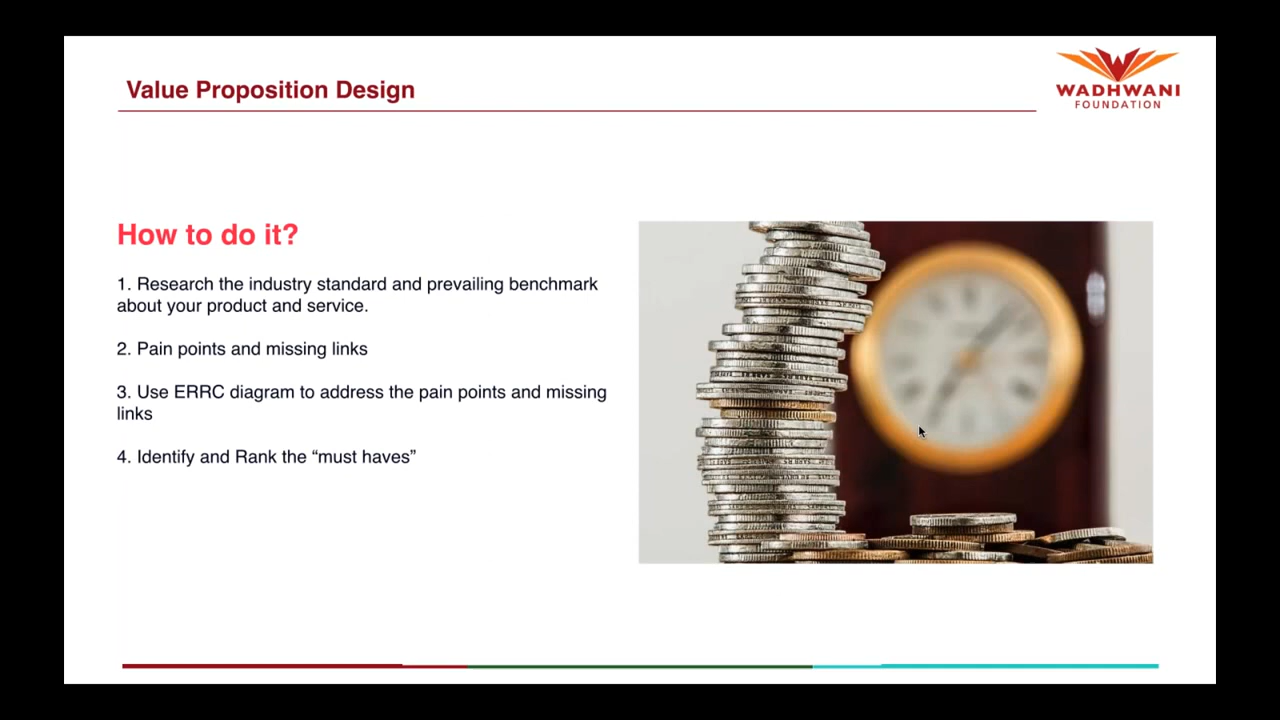 Value Proposition Design
WADHWANI
FOUNDATION
How to do it?
1. Research the industry standard and prevailing benchmark
about your product and service.
2. Pain points and missing links
3. Use ERRC diagram to address the pain points and missing
links
4. Identify and Rank the “must haves”